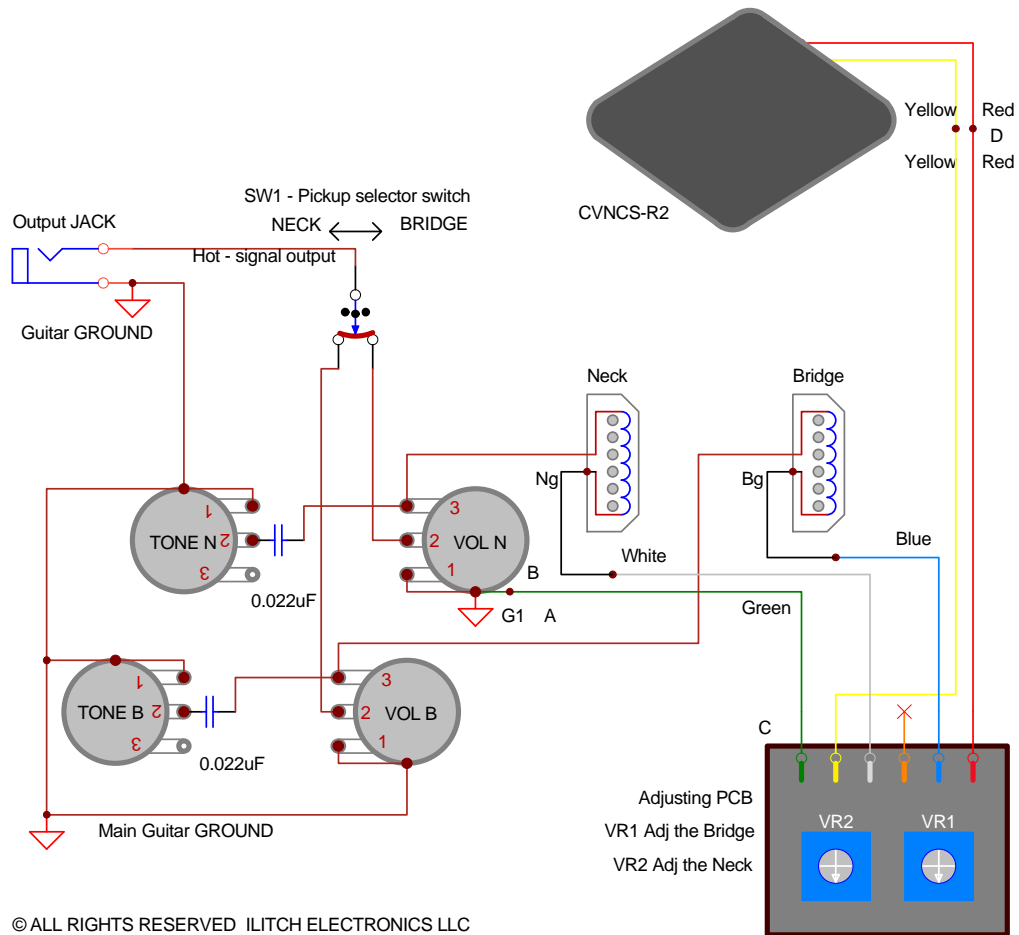 Yellow Red
D
Yellow Red
CVNCS-R2
SW1 - Pickup selector switch
NECK BRIDGE
Output JACK
Hot - signal output
Guitar GROUND
Neck
Bridge
Ng
Bg
1
TONE N 2
3
3
2 VOL N
1
0.022uF
White
Blue
B
G1 A
Green
1
TONE B 2
3
3
2 VOL B
1
0.022uF
C
Main Guitar GROUND
Adjusting PCB
VR1 Adj the Bridge
VR2 Adj the Neck
VR2 VR1
© ALL RIGHTS RESERVED ILITCH ELECTRONICS LLC